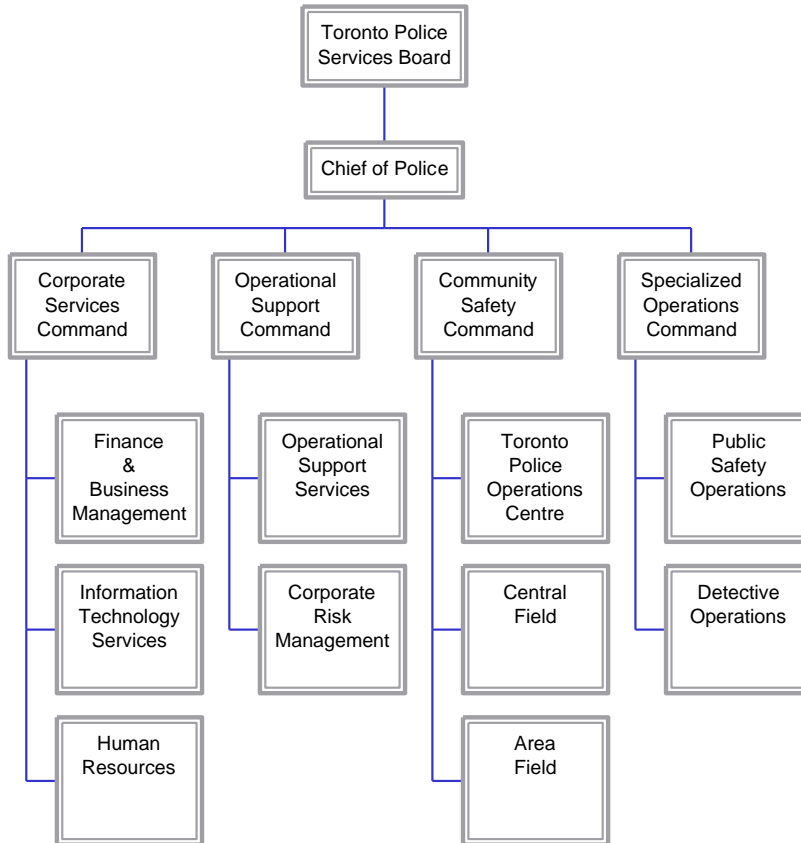 Toronto Police
Services Board
Chief of Police
Corporate
Services
Command
Operational
Support
Command
Community
Safety
Command
Specialized
Operations
Command
Finance
&
Business
Management
Operational
Support
Services
Toronto
Police
Operations
Centre
Public
Safety
Operations
Information
Technology
Services
Corporate
Risk
Management
Central
Field
Detective
Operations
Human
Resources
Area
Field